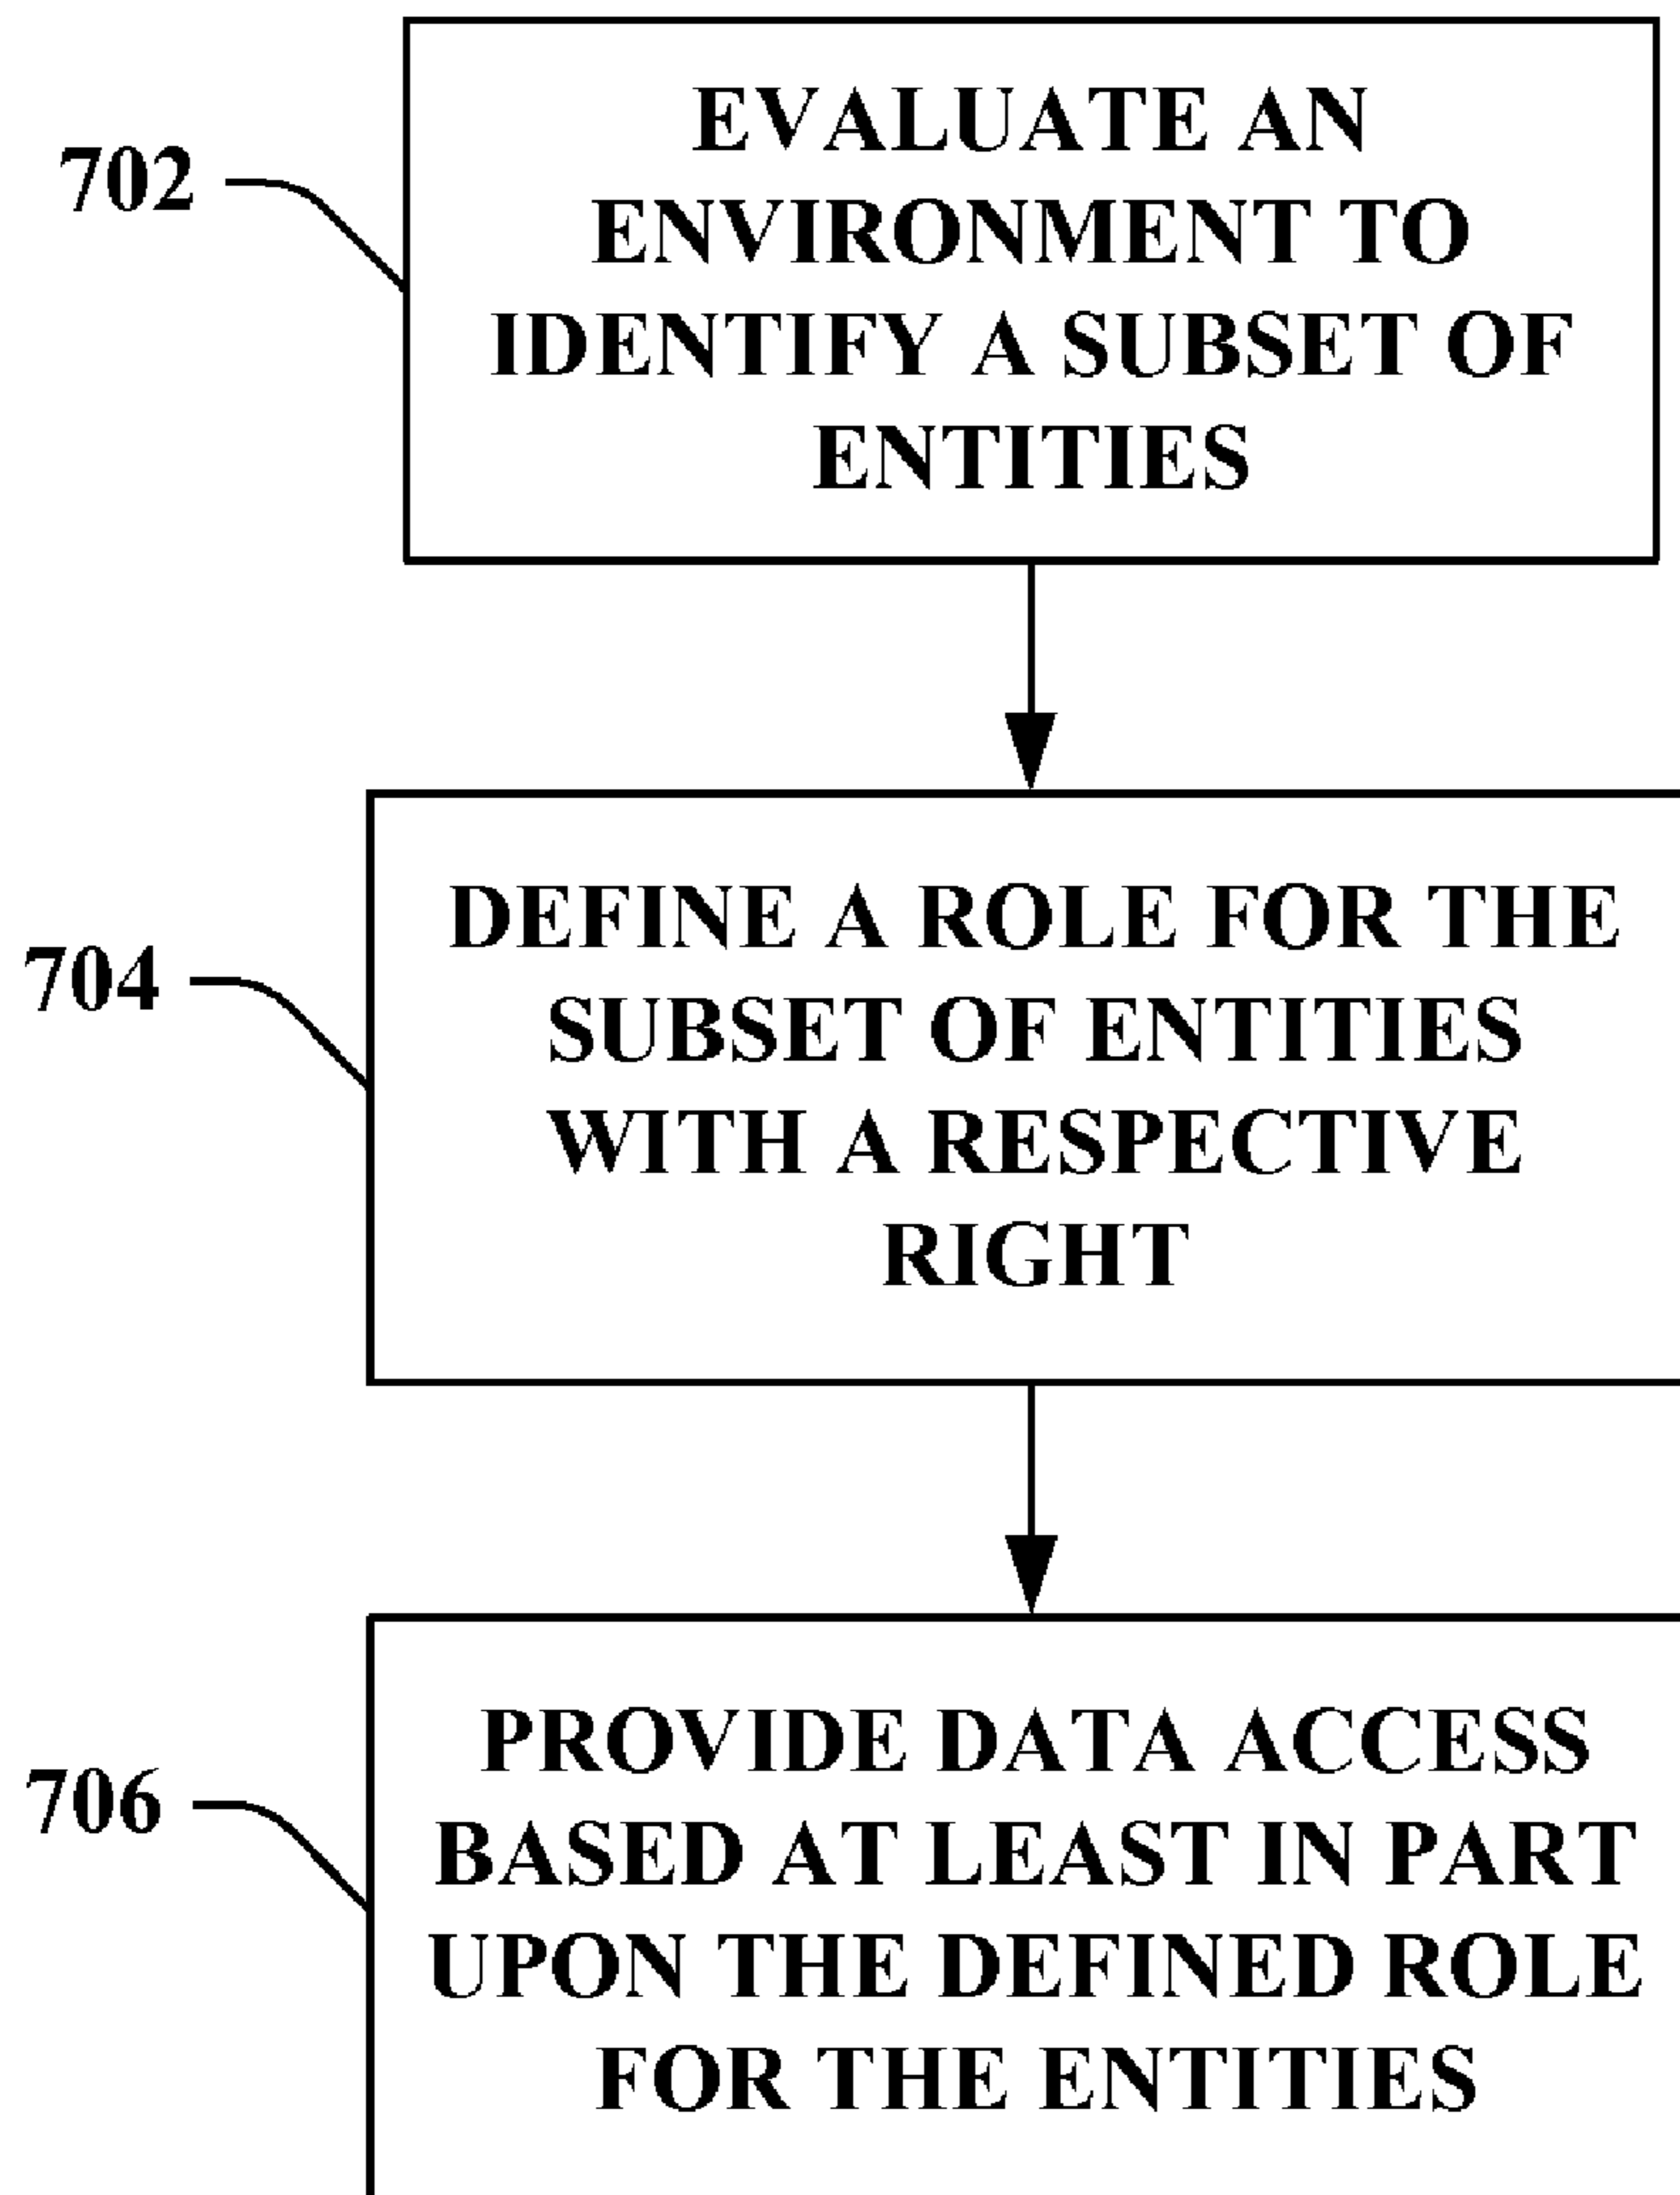 702
EVALUATE AN
ENVIRONMENT TO
IDENTIFY A SUBSET OF
ENTITIES
704
DEFINE A ROLE FOR THE
SUBSET OF ENTITIES
WITH A RESPECTIVE
RIGHT
706
PROVIDE DATA ACCESS
BASED AT LEAST IN PART
UPON THE DEFINED ROLE
FOR THE ENTITIES